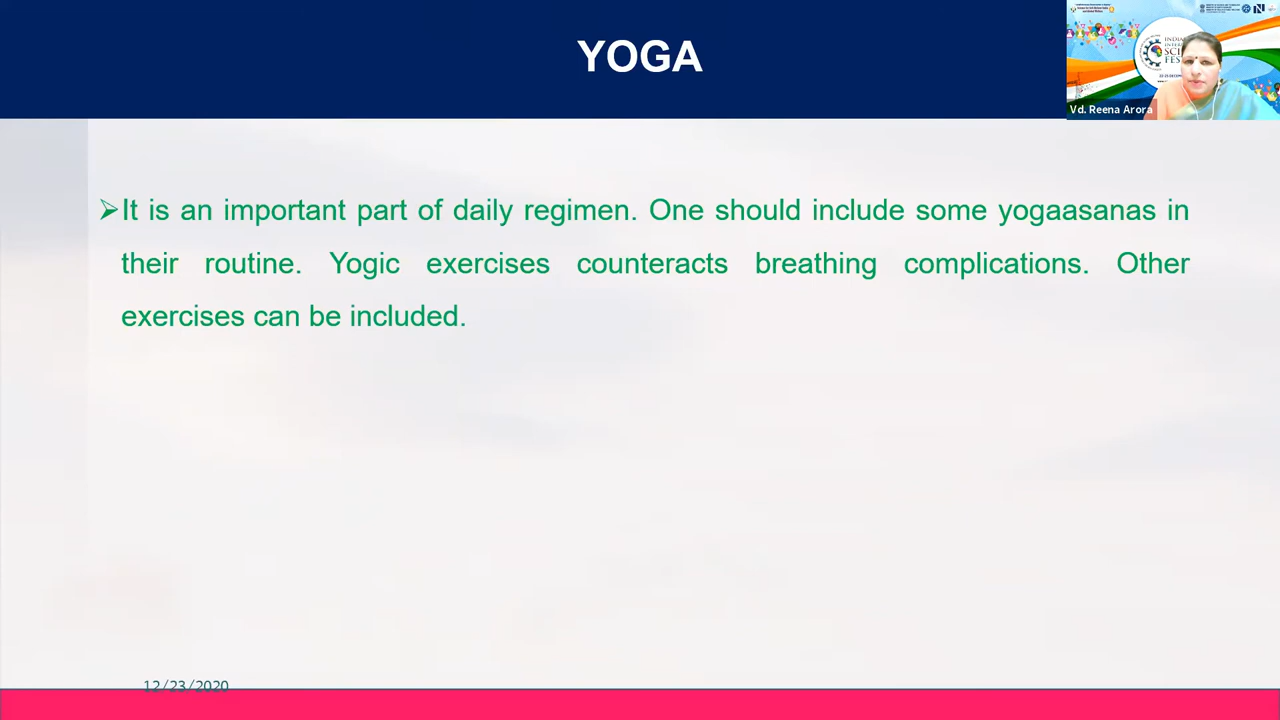 YOGA
Vd. Reena Arora
➢It is an important part of daily regimen. One should include some yogaasanas in
their routine. Yogic exercises counteracts breathing complications. Other
exercises can be included.
12/23/2020